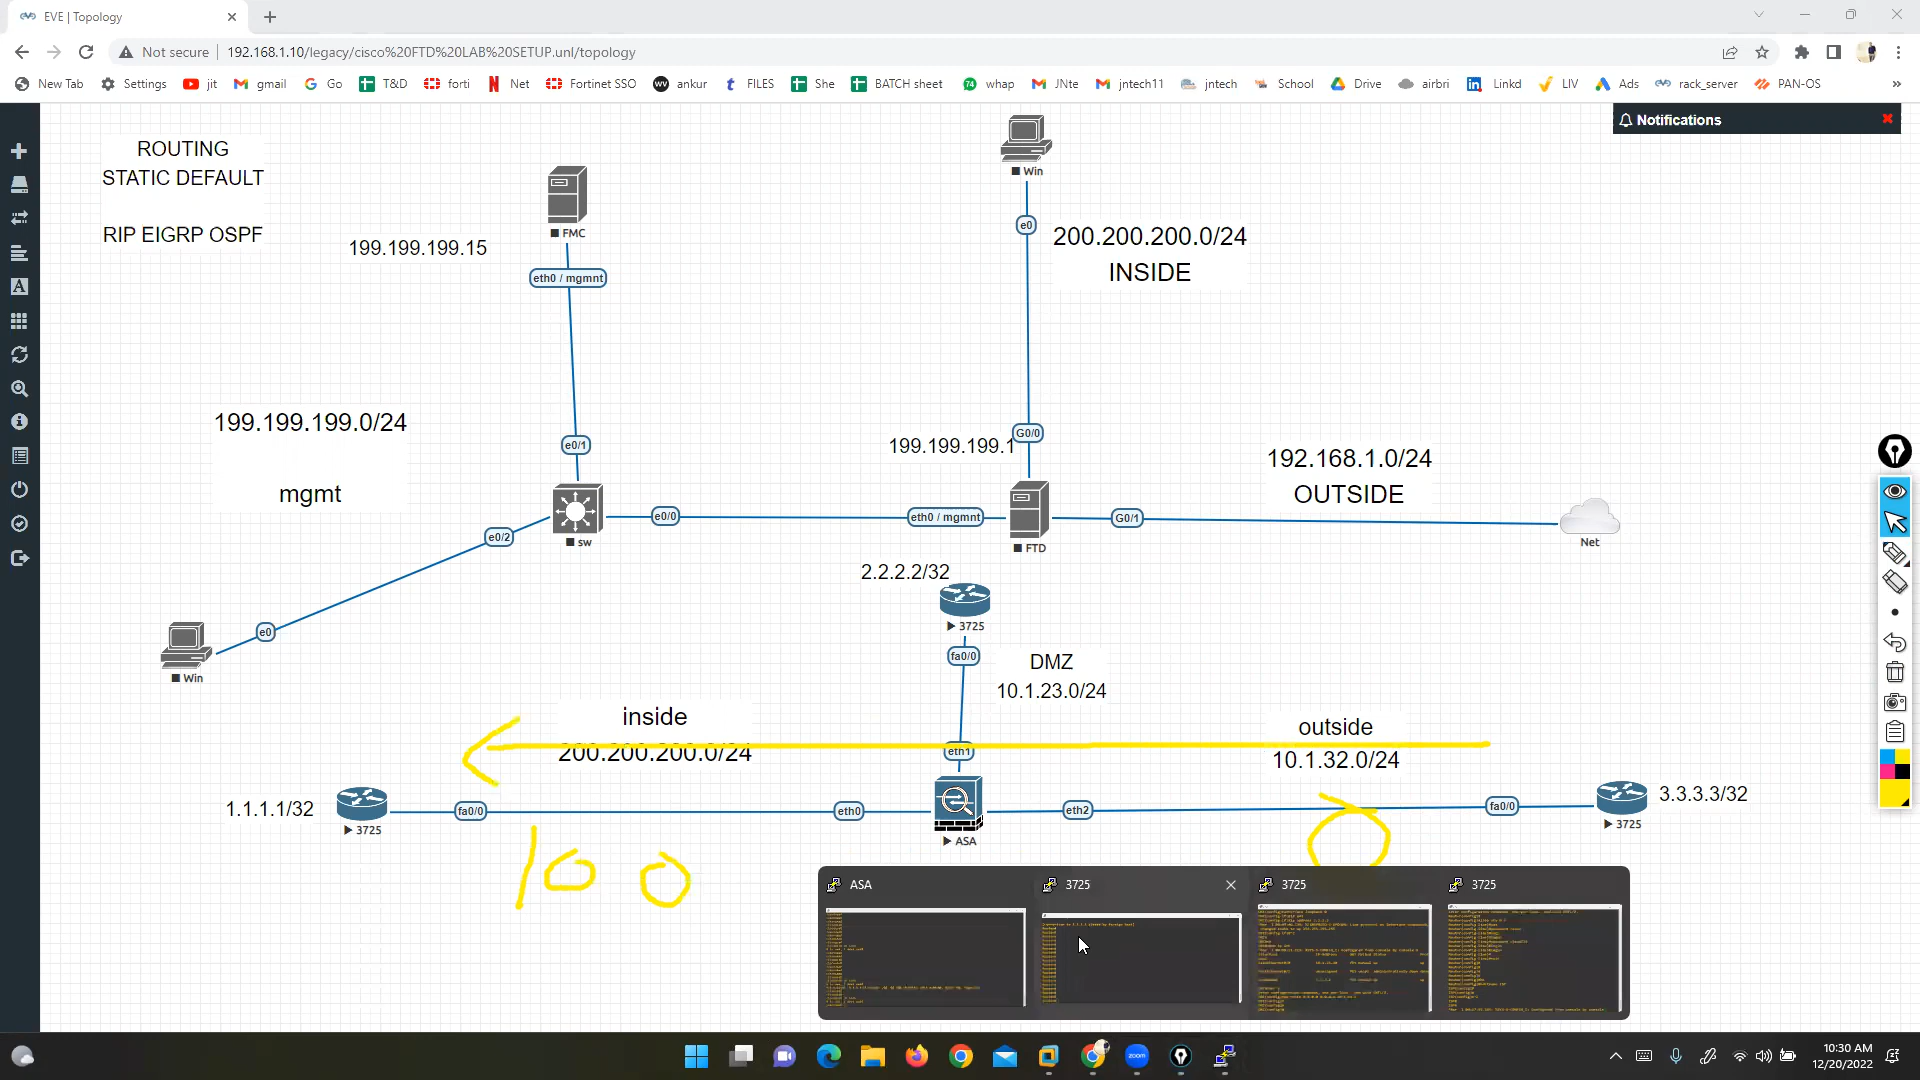 EVE | Topology
Not secure
192.168.1.10/legacy/cisco%20FTD%20LAB%20SETUP.unl/topology
New Tab
Settings
jit
gmail
Go
T&D
forti
Net
Fortinet SSO
ankur
FILES
She
BATCH sheet
whap
JNte
jntech11
jntech
School
Drive
airbri
Linkd
LIV
Ads
rack_server
PAN-OS
Notifications
ROUTING
STATIC DEFAULT
RIP EIGRP OSPF
FMC
199.199.199.15
eth0 / mgmnt
Win
e0
200.200.200.0/24
INSIDE
199.199.199.0/24
mgmt
e0/1
199.199.199.1
G0/0
192.168.1.0/24
OUTSIDE
sw
e0/0
eth0 / mgmnt
FTD
G0/1
Net
e0/2
e0
Win
2.2.2.2/32
3725
fa0/0
DMZ
10.1.23.0/24
inside
200.200.200.0/24
eth1
outside
10.1.32.0/24
1.1.1.1/32
3725
fa0/0
eth0
ASA
eth2
fa0/0
3725
3.3.3.3/32
100
0
ASA
3725
3725
3725
zoom
10:30 AM
12/20/2022